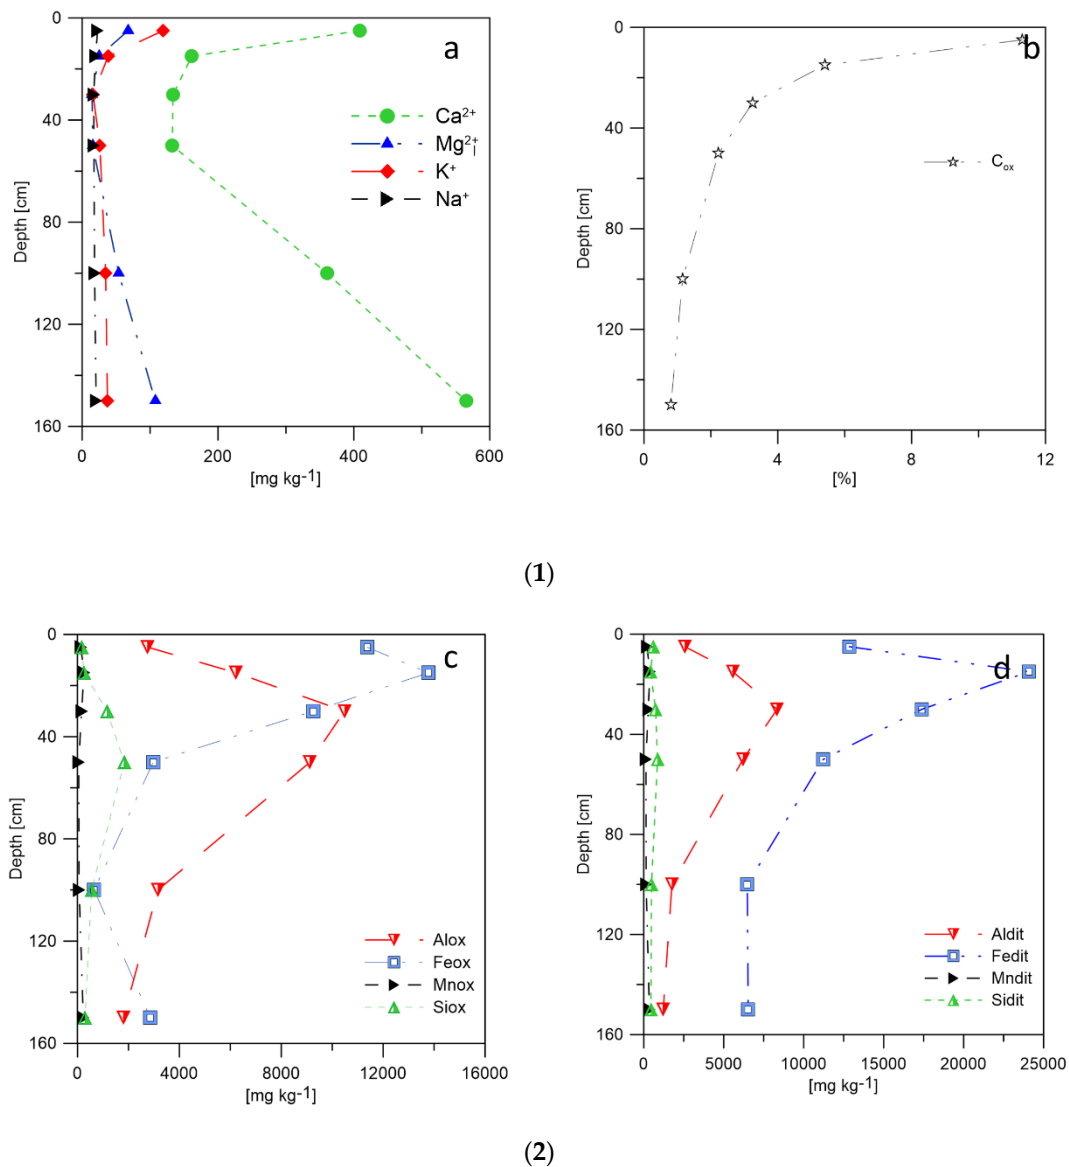 0
40
80
120
160
Depth [cm]
0
200
400
600
[mg kg-1]
a
Ca2+
Mg2+
K+
Na+
0
40
80
120
160
Depth [cm]
0
4
8
12
[%]
b
Cox
(1)
0
40
80
120
160
Depth [cm]
0
4000
8000
12000
16000
[mg kg-1]
c
Alox
Feox
Mnox
Siox
0
40
80
120
160
Depth [cm]
0
5000
10000
15000
20000
25000
[mg kg-1]
d
Aldit
Fedit
Mndit
Sidit
(2)